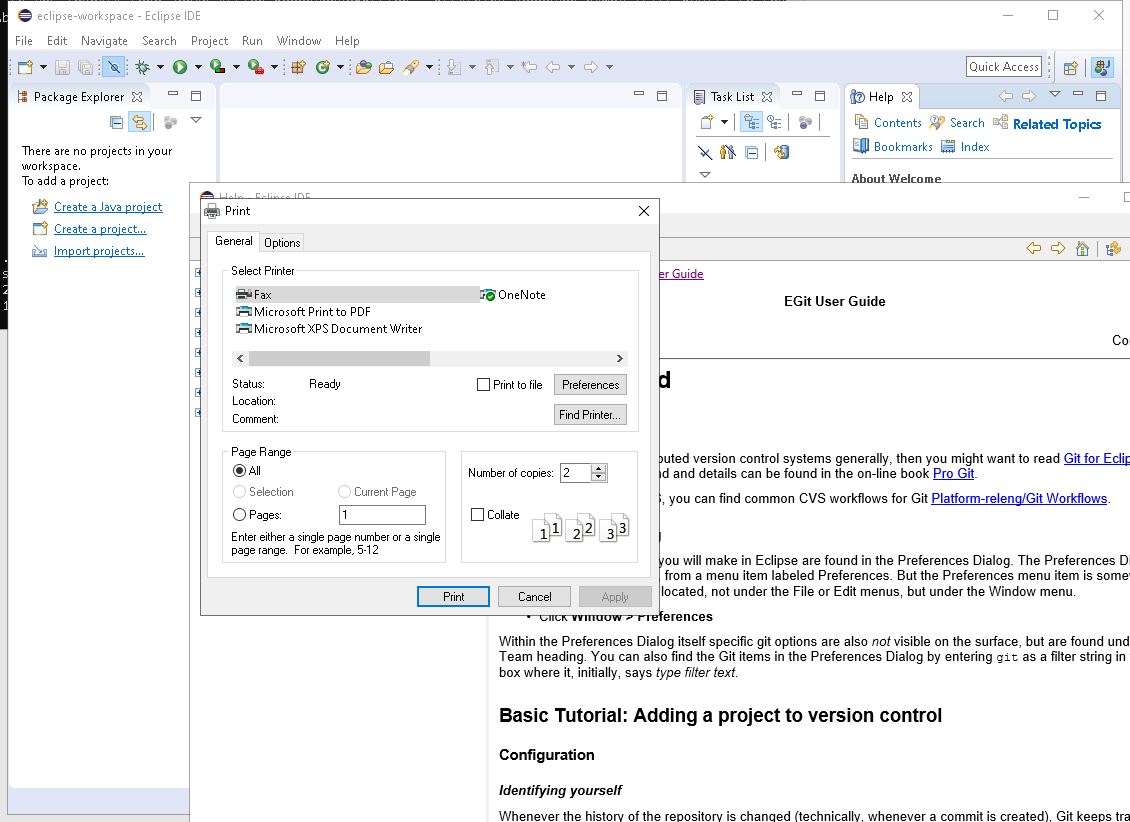 eclipse-workspace - Eclipse IDE
File Edit Navigate Search Project Run Window Help
Quick Access
Package Explorer
There are no projects in your
workspace.
To add a project:
Create a Java project
Create a project...
Import projects...
Task List
Help
Contents Search Related Topics
Bookmarks Index
About Welcome
Help - Eclipse IDE
Print
General Options
Select Printer
Fax
OneNote
Microsoft Print to PDF
Microsoft XPS Document Writer
Status: Ready
Location:
Comment:
Print to file
Preferences
Find Printer...
Page Range
All
Selection Current Page
Pages: 1
Enter either a single page number or a single
page range. For example, 5-12
Number of copies: 2
Collate
1 1 2 2 3 3
Print Cancel Apply
er Guide
EGit User Guide
Co
d
buted version control systems generally, then you might want to read Git for Eclip
nd and details can be found in the on-line book Pro Git.
S, you can find common CVS workflows for Git Platform-releng/Git Workflows.
you will make in Eclipse are found in the Preferences Dialog. The Preferences D
from a menu item labeled Preferences. But the Preferences menu item is somew
located, not under the File or Edit menus, but under the Window menu.
• Click Window > Preferences
Within the Preferences Dialog itself specific git options are also not visible on the surface, but are found und
Team heading. You can also find the Git items in the Preferences Dialog by entering git as a filter string in
box where it, initially, says type filter text.
Basic Tutorial: Adding a project to version control
Configuration
Identifying yourself
Whenever the history of the repository is changed (technically, whenever a commit is created), Git keeps tra